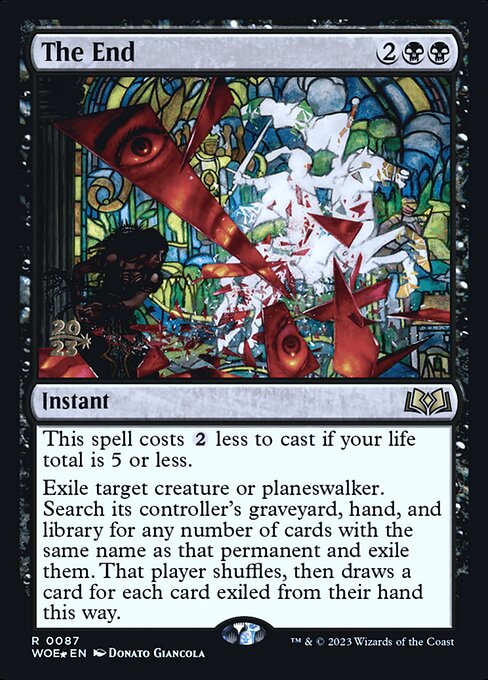 The End 2
20
23
Instant
This spell costs 2 less to cast if your life
total is 5 or less.
Exile target creature or planeswalker.
Search its controller's graveyard, hand, and
library for any number of cards with the
same name as that permanent and exile
them. That player shuffles, then draws a
card for each card exiled from their hand
this way.
R 0087
WOE★EN Donato Giancola
™ & © 2023 Wizards of the Coast